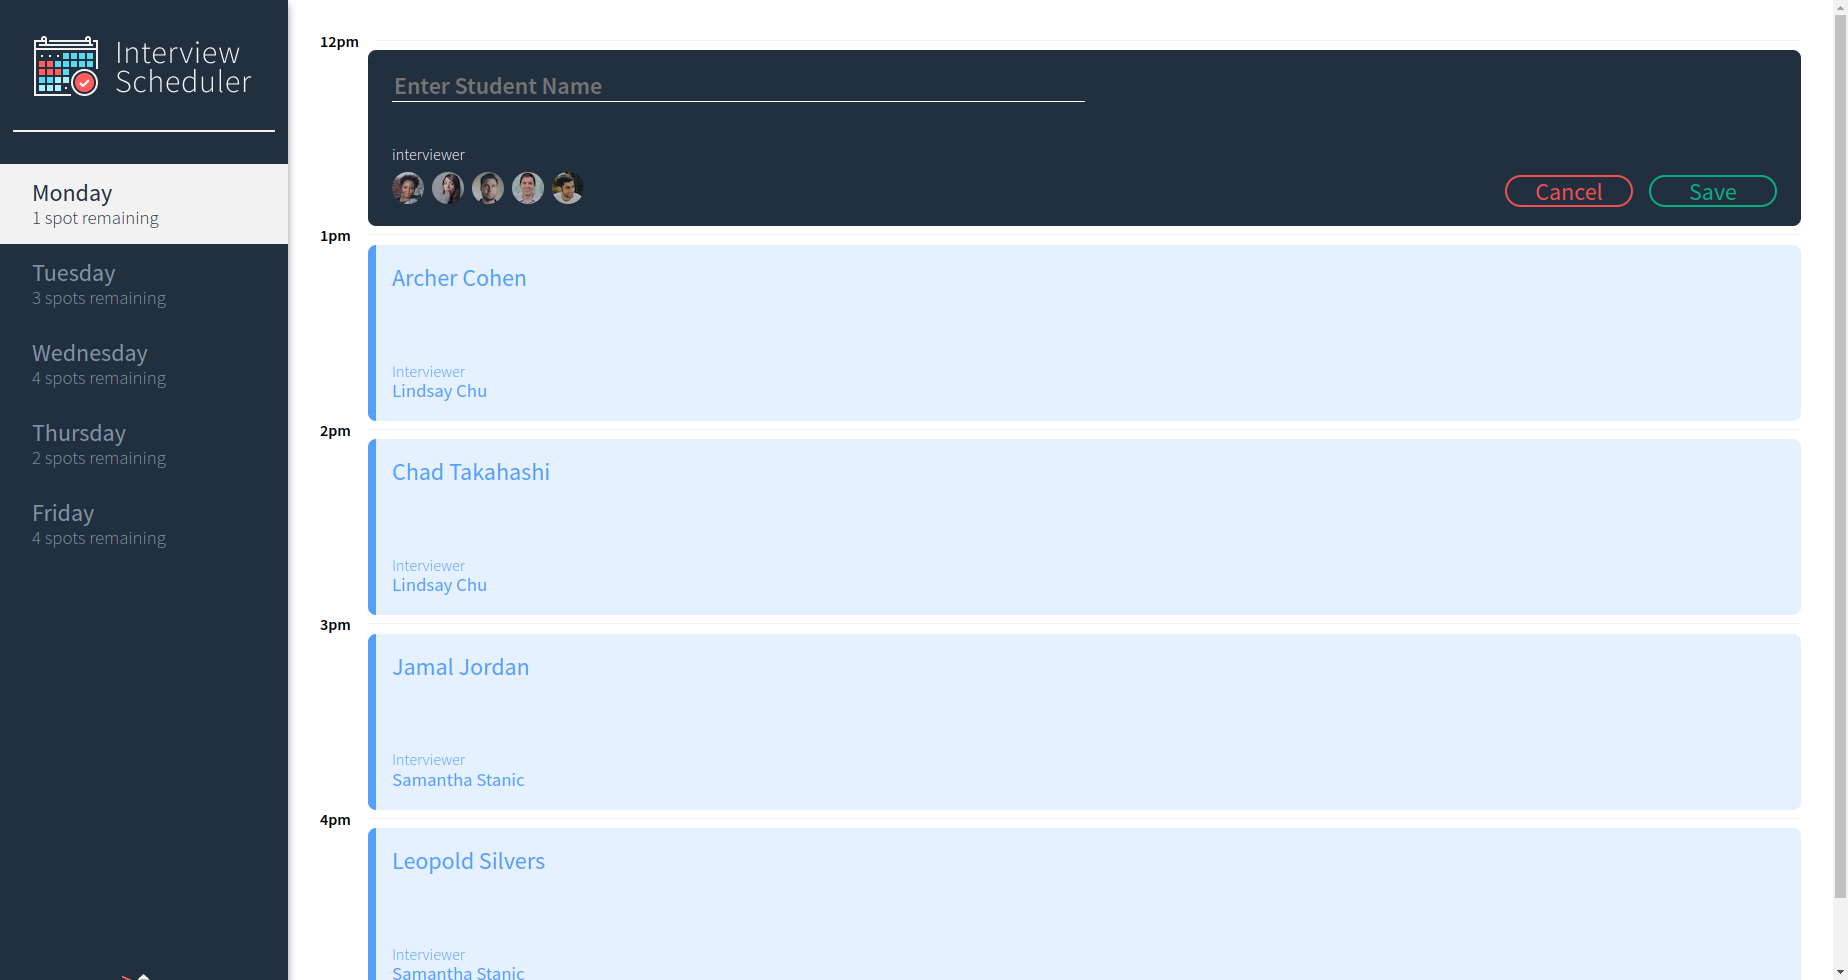 Interview
Scheduler
Monday
1 spot remaining
Tuesday
3 spots remaining
Wednesday
4 spots remaining
Thursday
2 spots remaining
Friday
4 spots remaining
12pm
Enter Student Name
interviewer
Cancel
Save
1pm
Archer Cohen
Interviewer
Lindsay Chu
2pm
Chad Takahashi
Interviewer
Lindsay Chu
3pm
Jamal Jordan
Interviewer
Samantha Stanic
4pm
Leopold Silvers
Interviewer
Samantha Stanic